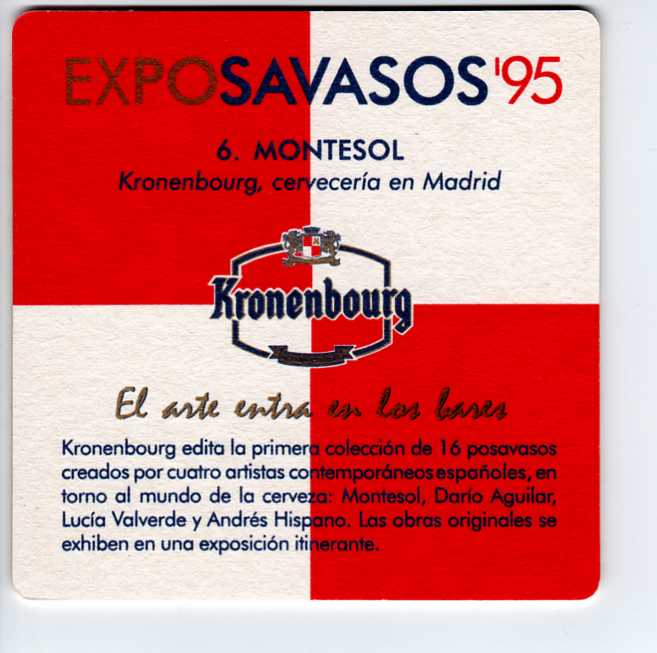 EXPOSAVASOS '95
6. MONTESOL
Kronenbourg, cervecería en Madrid
Kronenbourg
El arte entra en los bares
Kronenbourg edita la primera colección de 16 posavasos
creados por cuatro artistas contemporáneos españoles, en
torno al mundo de la cerveza: Montesol, Darío Aguilar,
Lucía Valverde y Andrés Hispano. Las obras originales se
exhiben en una exposición itinerante.